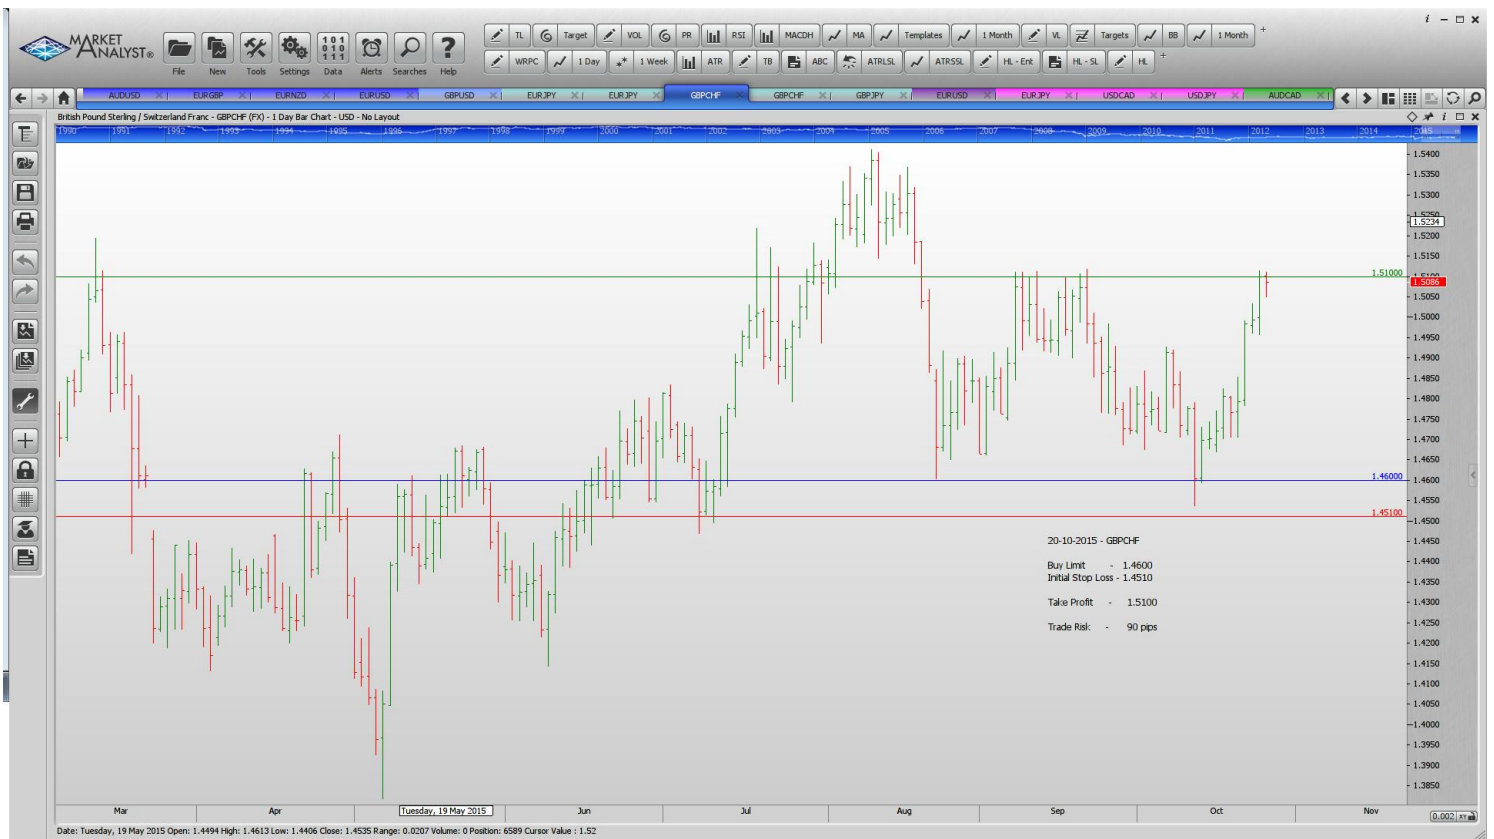 MARKET
ANALYST®
File
New
Tools
Settings
Data
Alerts
Searches
Help
TL
Target
VOL
PR
RSI
MACDH
MA
Templates
1 Month
VL
Targets
BB
1 Month
WRPC
1 Day
1 Week
ATR
TB
ABC
ATRLSL
ATRSSL
HL - Ent
HL - SL
HL
AUDUSD
EURGBP
EURNZD
EURUSD
GBPUSD
EURJPY
EURJPY
GBPCHF
GBPCHF
GBPJPY
EURUSD
EURJPY
USDCAD
USDJPY
AUDCAD
British Pound Sterling / Switzerland Franc - GBPCHF (FX) - 1 Day Bar Chart - USD - No Layout
1990 1991 1992 1993 1994 1995 1996 1997 1998 1999 2000 2001 2002 2003 2004 2005 2006 2007 2008 2009 2010 2011 2012 2013 2014 2015
1.5400
1.5350
1.5300
1.5250
1.5234
1.5200
1.5150
1.51000
1.5100
1.5086
1.5050
1.5000
1.4950
1.4900
1.4850
1.4800
1.4750
1.4700
1.4650
1.46000
1.4600
1.4550
1.45100
1.4500
1.4450
1.4400
1.4350
1.4300
1.4250
1.4200
1.4150
1.4100
1.4050
1.4000
1.3950
1.3900
1.3850
20-10-2015 - GBPCHF
Buy Limit - 1.4600
Initial Stop Loss - 1.4510
Take Profit - 1.5100
Trade Risk - 90 pips
Mar
Apr
Tuesday, 19 May 2015
Jun
Jul
Aug
Sep
Oct
Nov
0.002 XY
Date: Tuesday, 19 May 2015 Open: 1.4494 High: 1.4613 Low: 1.4406 Close: 1.4535 Range: 0.0207 Volume: 0 Position: 6589 Cursor Value : 1.52